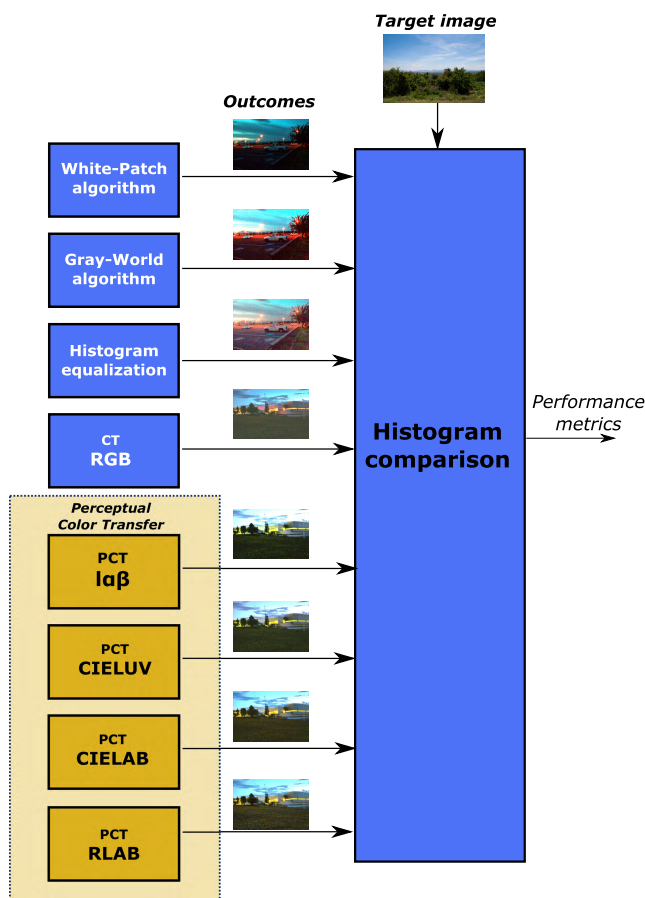 Target image
Outcomes
White-Patch
algorithm
Gray-World
algorithm
Histogram
equalization
CT
RGB
Perceptual
Color Transfer
PCT
lαβ
PCT
CIELUV
PCT
CIELAB
PCT
RLAB
Histogram
comparison
Performance
metrics